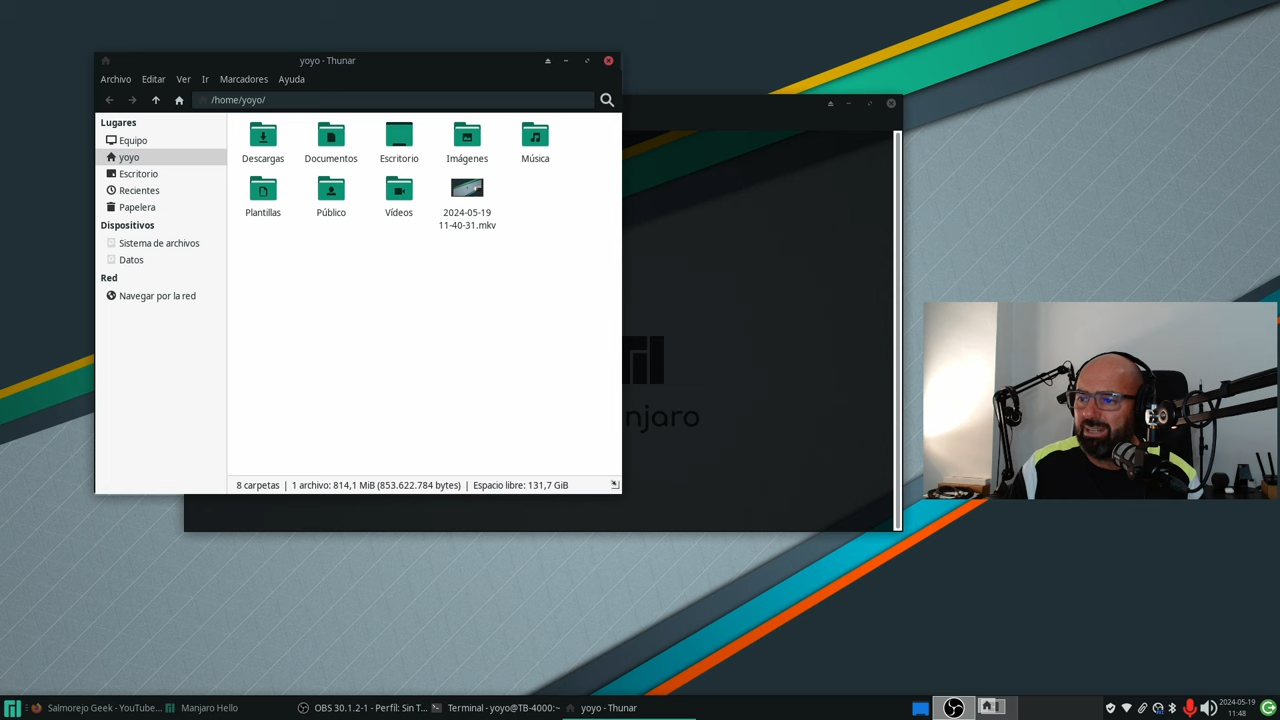 yoyo - Thunar
Archivo Editar Ver Ir Marcadores Ayuda
/home/yoyo/
Lugares
Equipo
yoyo
Escritorio
Recientes
Papelera
Dispositivos
Sistema de archivos
Datos
Red
Navegar por la red
Descargas Documentos Escritorio Imágenes Música
Plantillas Público Vídeos 2024-05-19
11-40-31.mkv
8 carpetas | 1 archivo: 814,1 MiB (853.622.784 bytes) | Espacio libre: 131,7 GiB
njaro
Salmorejo Geek - YouTube... Manjaro Hello OBS 30.1.2-1 - Perfil: Sin T... Terminal - yoyo@TB-4000:~ yoyo - Thunar
2024-05-19
11:48